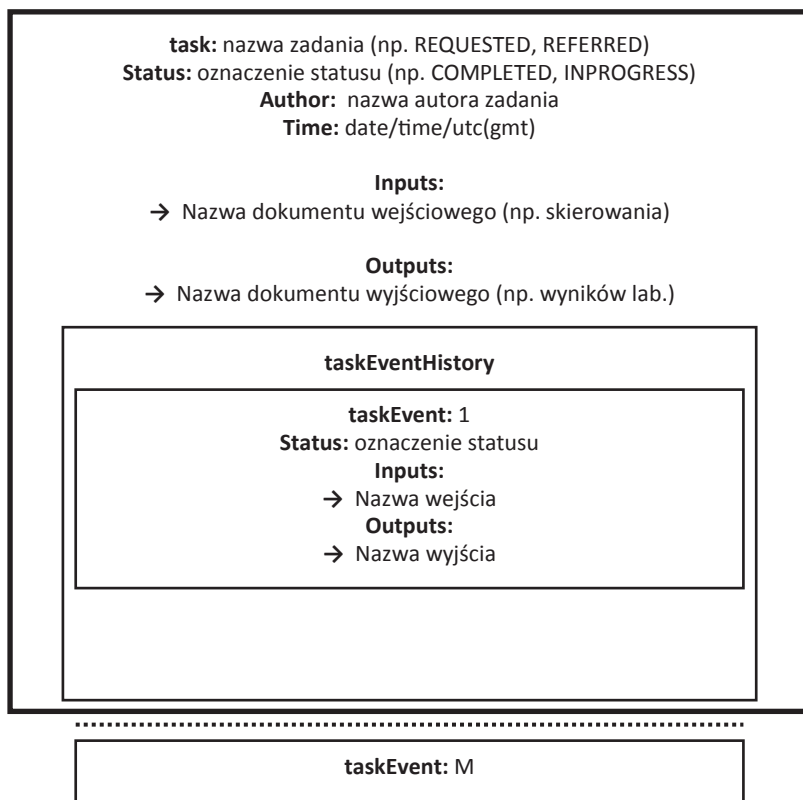 task: nazwa zadania (np. REQUESTED, REFERRED)
Status: oznaczenie statusu (np. COMPLETED, INPROGRESS)
Author: nazwa autora zadania
Time: date/time/utc(gmt)
Inputs:
→ Nazwa dokumentu wejściowego (np. skierowania)
Outputs:
→ Nazwa dokumentu wyjściowego (np. wyników lab.)
taskEventHistory
taskEvent: 1
Status: oznaczenie statusu
Inputs:
→ Nazwa wejścia
Outputs:
→ Nazwa wyjścia
taskEvent: M